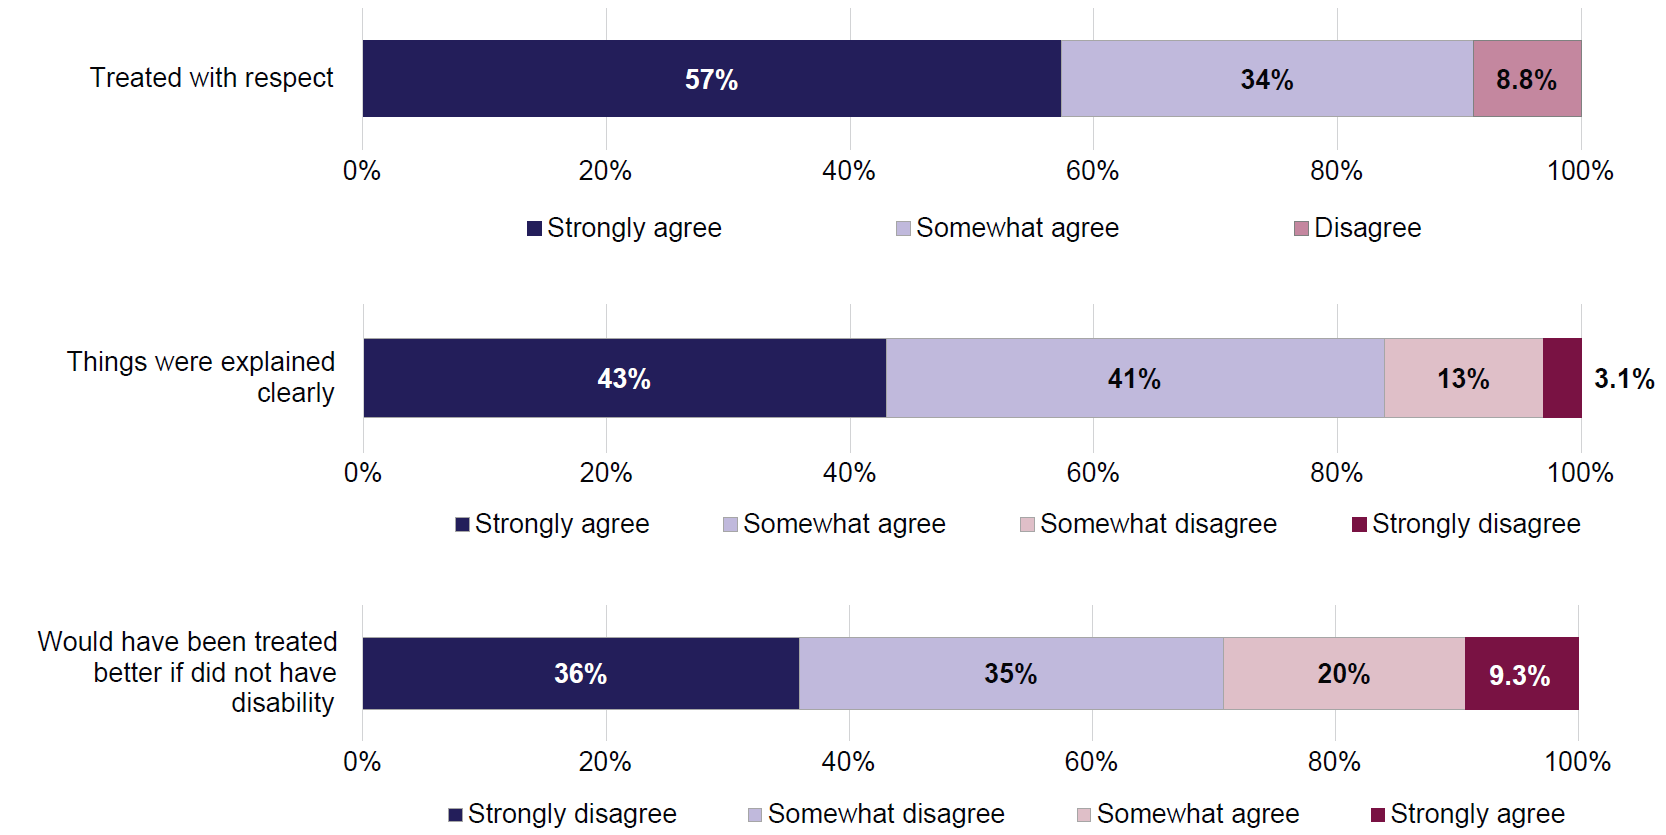 Treated with respect
57%
34%
8.8%
0%
20%
40%
60%
80%
100%
Strongly agree
Somewhat agree
Disagree
Things were explained
clearly
43%
41%
13%
3.1%
0%
20%
40%
60%
80%
100%
Strongly agree
Somewhat agree
Somewhat disagree
Strongly disagree
Would have been treated
better if did not have
disability
36%
35%
20%
9.3%
0%
20%
40%
60%
80%
100%
Strongly disagree
Somewhat disagree
Somewhat agree
Strongly agree